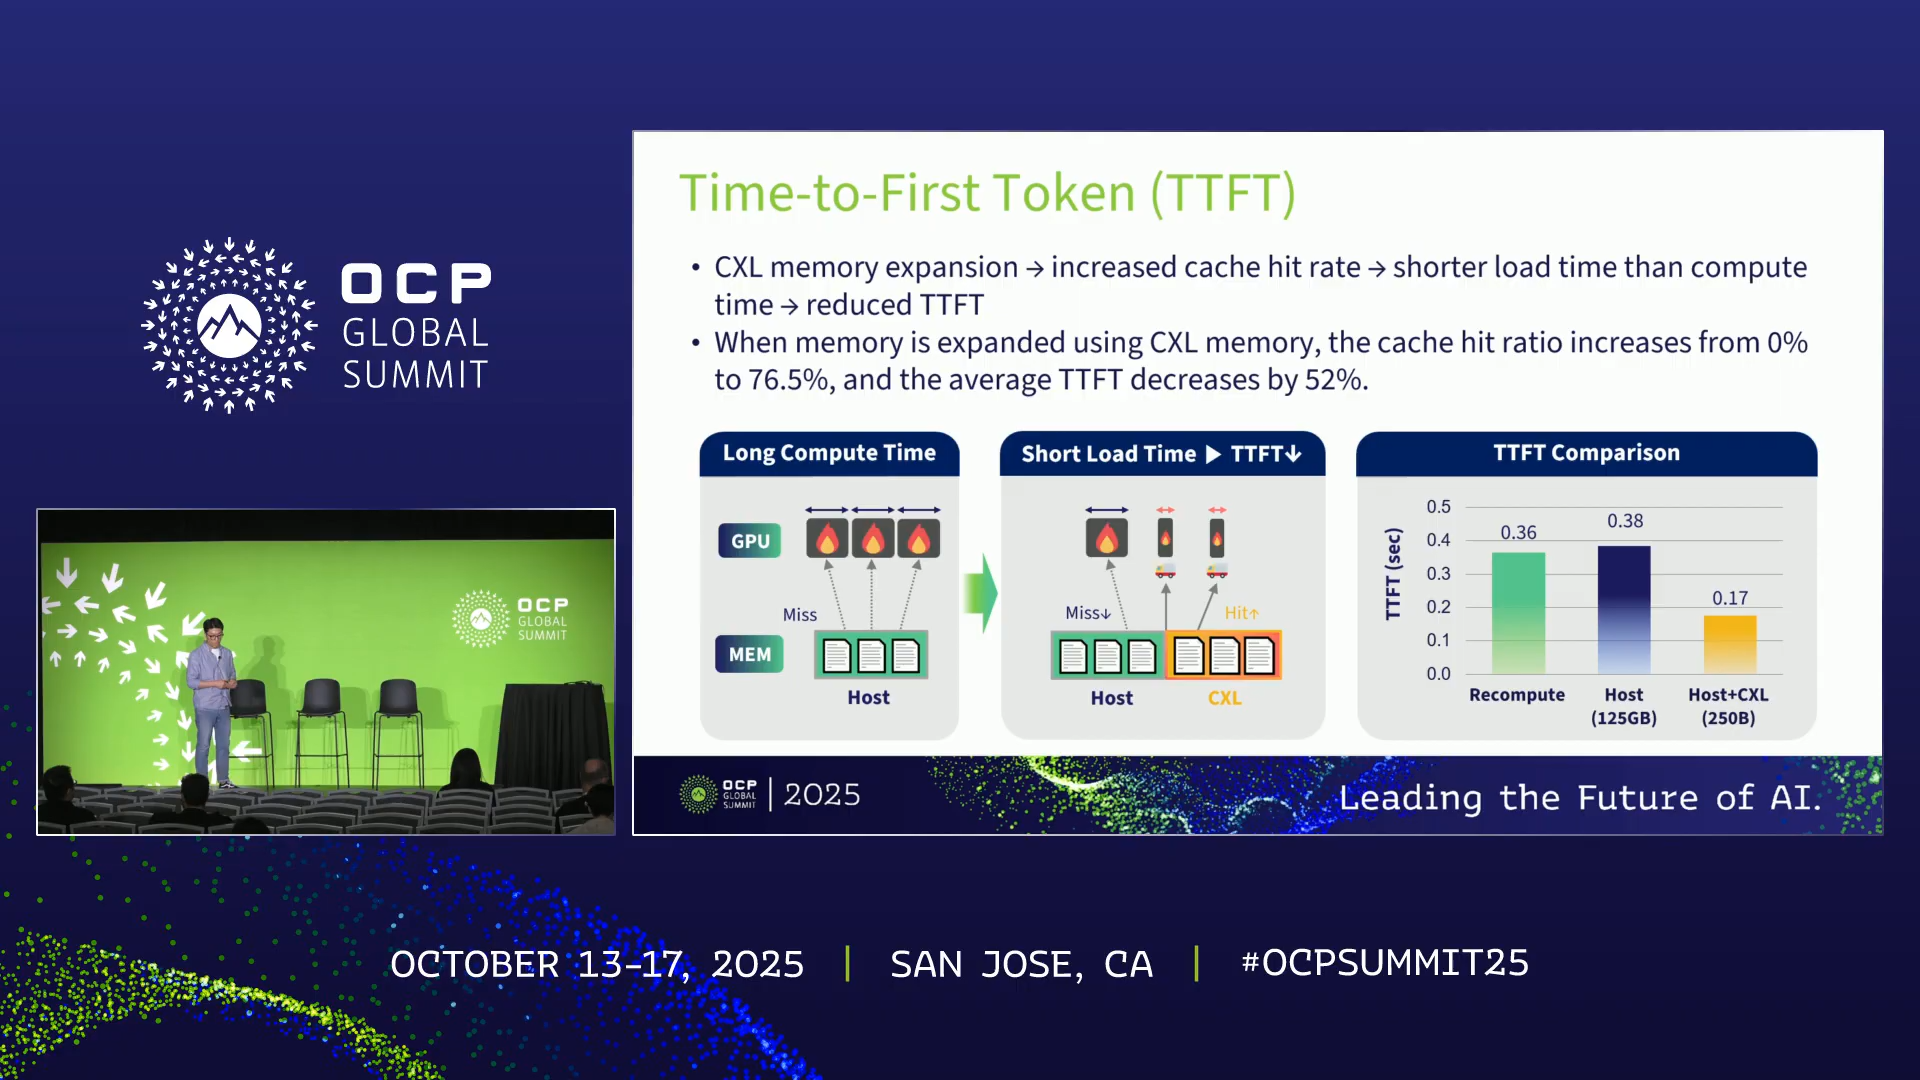 OCP
GLOBAL
SUMMIT
OCP
GLOBAL
SUMMIT
Time-to-First Token (TTFT)
• CXL memory expansion → increased cache hit rate → shorter load time than compute
time → reduced TTFT
• When memory is expanded using CXL memory, the cache hit ratio increases from 0%
to 76.5%, and the average TTFT decreases by 52%.
Long Compute Time
GPU
Miss
MEM
Host
Short Load Time ▶ TTFT↓
Miss↓
Hit↑
Host
CXL
TTFT Comparison
TTFT (sec)
0.5
0.4
0.3
0.2
0.1
0.0
0.36
0.38
0.17
Recompute
Host
(125GB)
Host+CXL
(250B)
OCP
GLOBAL
SUMMIT
2025
Leading the Future of AI.
OCTOBER 13-17, 2025 | SAN JOSE, CA | #OCPSUMMIT25